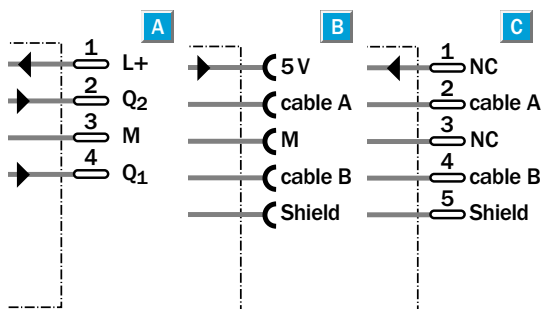 A
1 L+
2 Q2
3 M
4 Q1
B
5 V
cable A
M
cable B
Shield
C
1 NC
2 cable A
3 NC
4 cable B
5 Shield